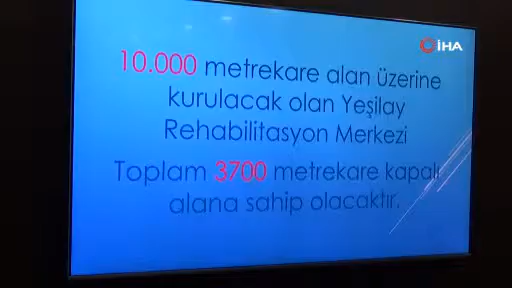 İHA
10.000 metrekare alan üzerine
kurulacak olan Yeşilay
Rehabilitasyon Merkezi
Toplam 3700 metrekare kapalı
alana sahip olacaktır.